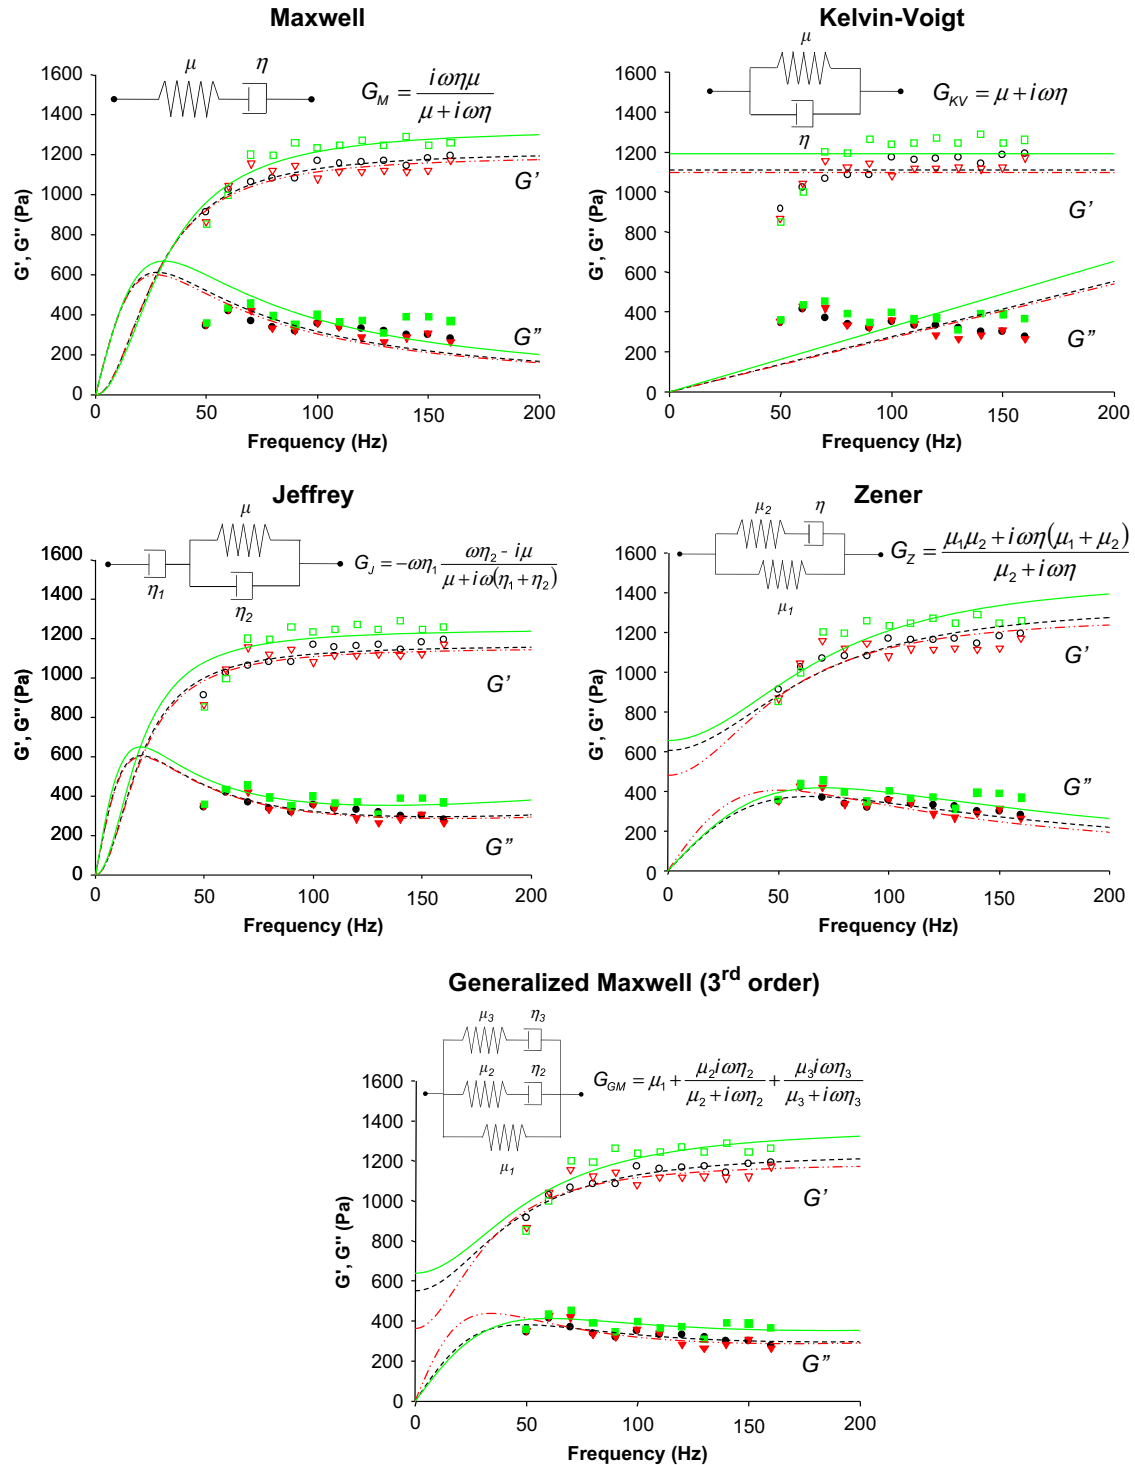 Maxwell
μ
η
G_M = iωημ / μ + iωη
G', G'' (Pa)
1600
1400
1200
1000
800
600
400
200
0
G'
G"
0 50 100 150 200
Frequency (Hz)
Kelvin-Voigt
μ
η
G_KV = μ + iωη
G', G'' (Pa)
1600
1400
1200
1000
800
600
400
200
0
G'
G"
0 50 100 150 200
Frequency (Hz)
Jeffrey
μ
η1
η2
G_J = -ωη1 ωη2 - iμ / μ + iω(η1 + η2)
G', G'' (Pa)
1600
1400
1200
1000
800
600
400
200
0
G'
G"
0 50 100 150 200
Frequency (Hz)
Zener
μ2 η
μ1
G_Z = μ1μ2 + iωη(μ1 + μ2) / μ2 + iωη
G', G'' (Pa)
1600
1400
1200
1000
800
600
400
200
0
G'
G"
0 50 100 150 200
Frequency (Hz)
Generalized Maxwell (3rd order)
μ3 η3
μ2 η2
μ1
G_GM = μ1 + μ2iωη2 / μ2 + iωη2 + μ3iωη3 / μ3 + iωη3
G', G'' (Pa)
1600
1400
1200
1000
800
600
400
200
0
G'
G"
0 50 100 150 200
Frequency (Hz)